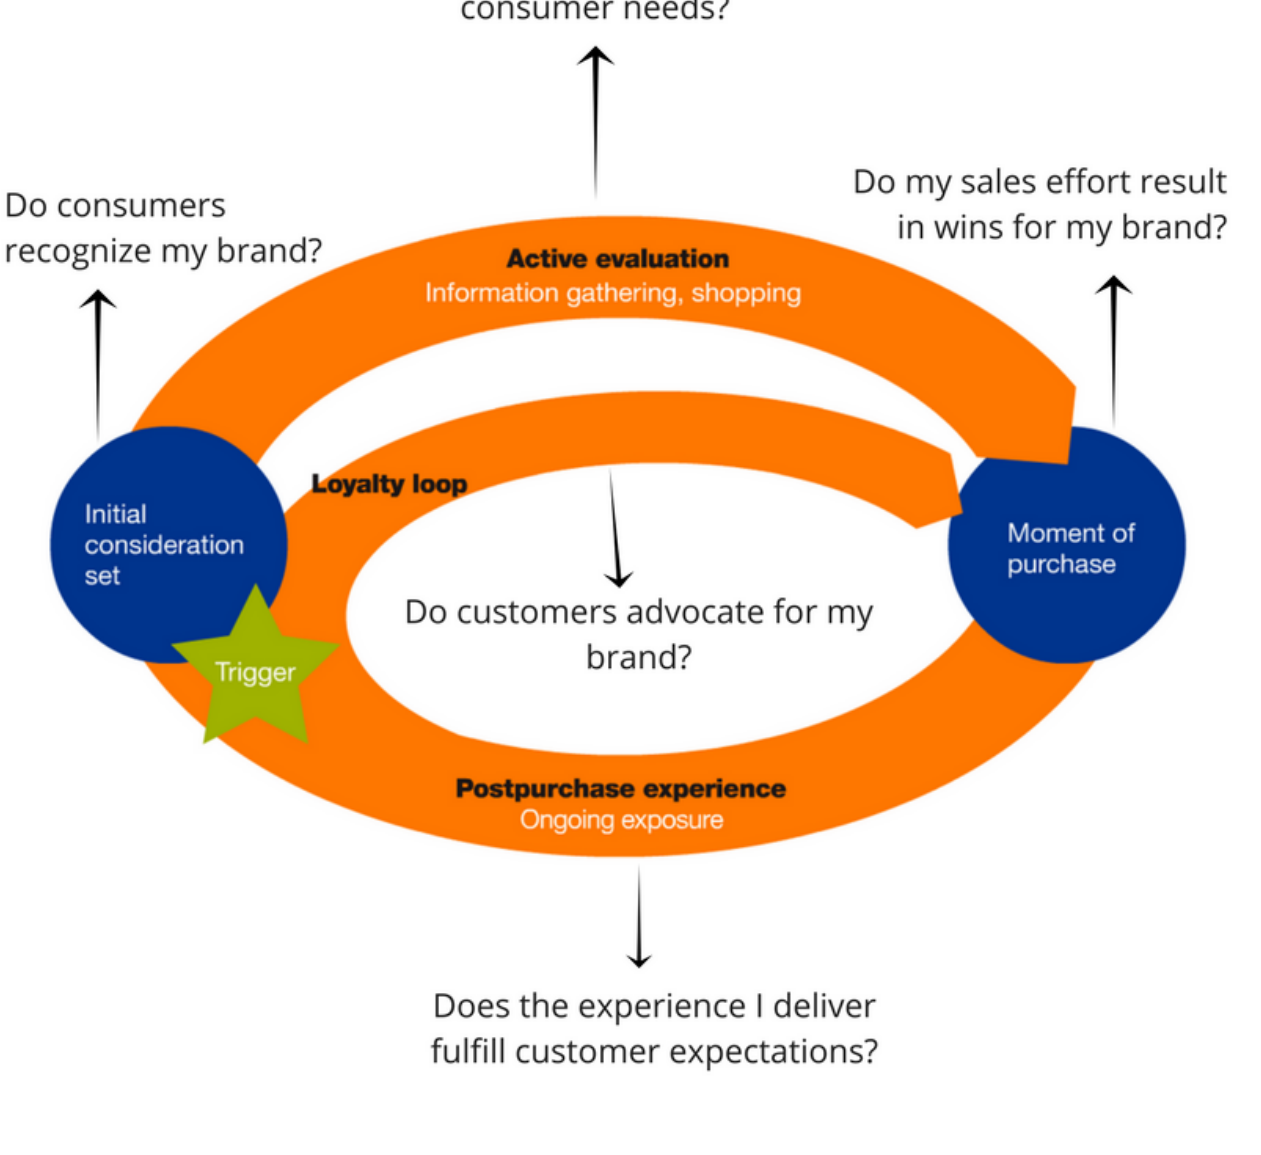 consumer needs?
Do my sales effort result
in wins for my brand?
Do consumers
recognize my brand?
Active evaluation
Information gathering, shopping
Loyalty loop
Initial
consideration
set
Moment of
purchase
Do customers advocate for my
brand?
Trigger
Postpurchase experience
Ongoing exposure
Does the experience I deliver
fulfill customer expectations?